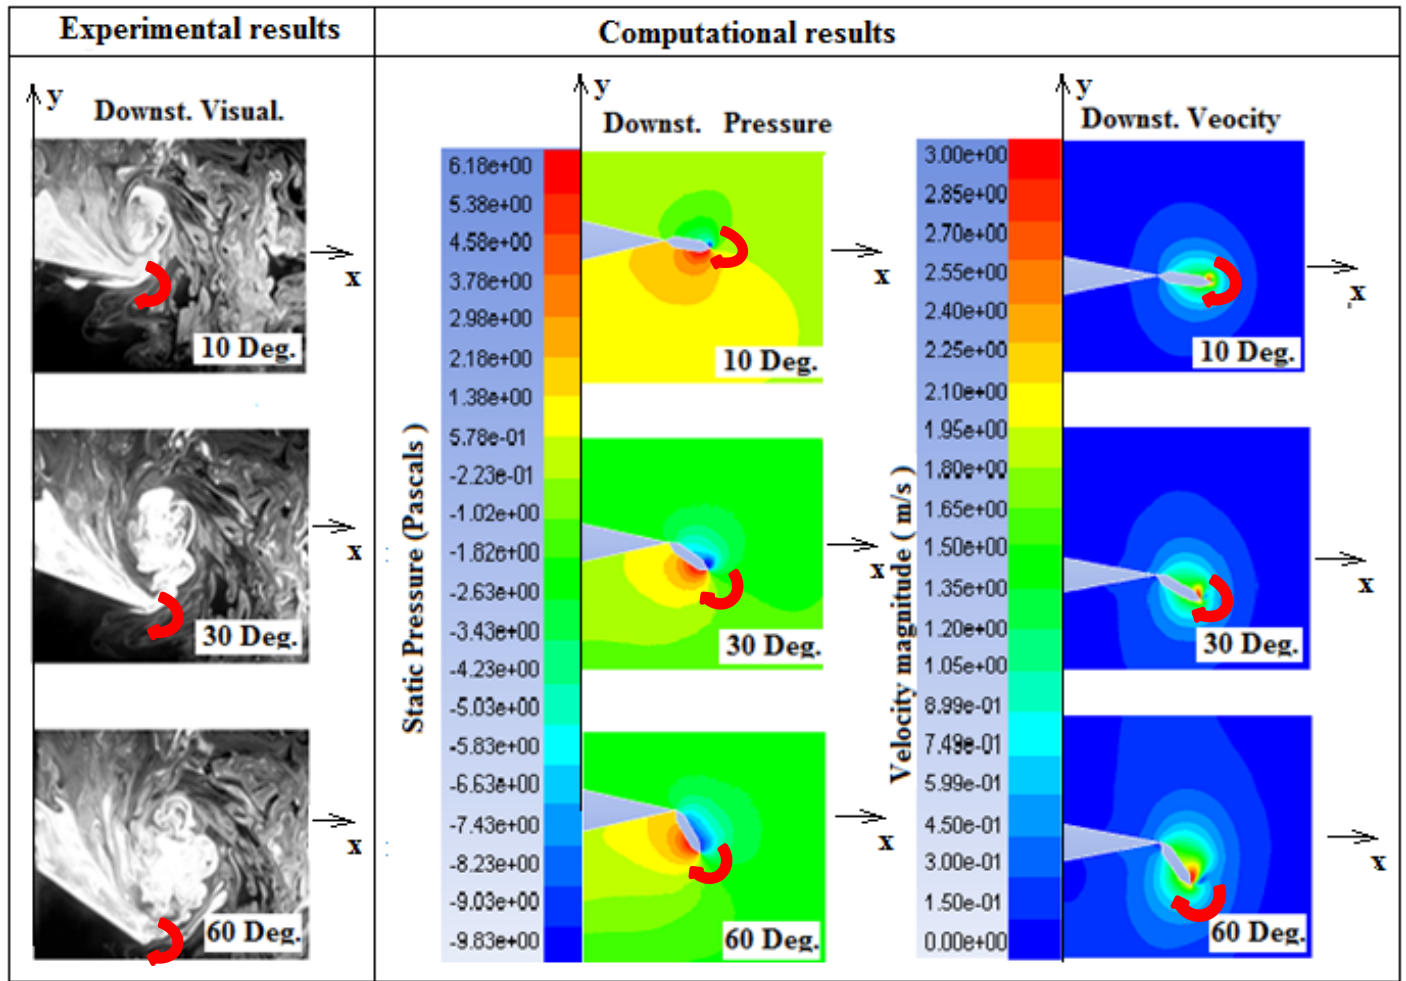 Experimental results
Computational results
y
Downst. Visual.
x
10 Deg.
x
30 Deg.
x
60 Deg.
Static Pressure (Pascals )
6.18e+00
5.38e+00
4.58e+00
3.78e+00
2.98e+00
2.18e+00
1.38e+00
5.78e-01
-2.23e-01
-1.02e+00
-1.82e+00
-2.63e+00
-3.43e+00
-4.23e+00
-5.03e+00
-5.83e+00
-6.63e+00
-7.43e+00
-8.23e+00
-9.03e+00
-9.83e+00
y
Downst. Pressure
x
10 Deg.
x
30 Deg.
x
60 Deg.
Velocity magnitude ( m/s )
3.00e+00
2.85e+00
2.70e+00
2.55e+00
2.40e+00
2.25e+00
2.10e+00
1.95e+00
1.80e+00
1.65e+00
1.50e+00
1.35e+00
1.20e+00
1.05e+00
8.99e-01
7.49e-01
5.99e-01
4.50e-01
3.00e-01
1.50e-01
0.00e+00
y
Downst. Veocity
x
10 Deg.
x
30 Deg.
x
60 Deg.